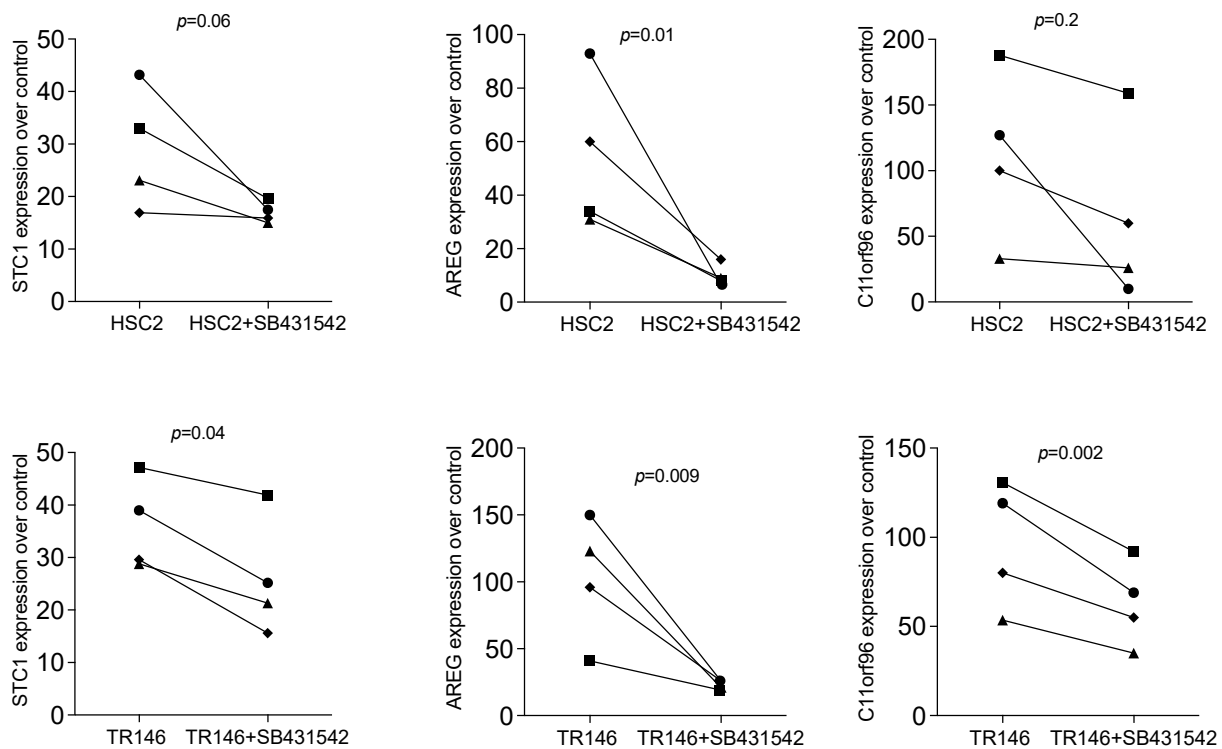 p=0.06
STC1 expression over control
50
40
30
20
10
0
HSC2 HSC2+SB431542
p=0.01
AREG expression over control
100
80
60
40
20
0
HSC2 HSC2+SB431542
p=0.2
C11orf96 expression over control
200
150
100
50
0
HSC2 HSC2+SB431542
p=0.04
STC1 expression over control
50
40
30
20
10
0
TR146 TR146+SB431542
p=0.009
AREG expression over control
200
150
100
50
0
TR146 TR146+SB431542
p=0.002
C11orf96 expression over control
150
100
50
0
TR146 TR146+SB431542